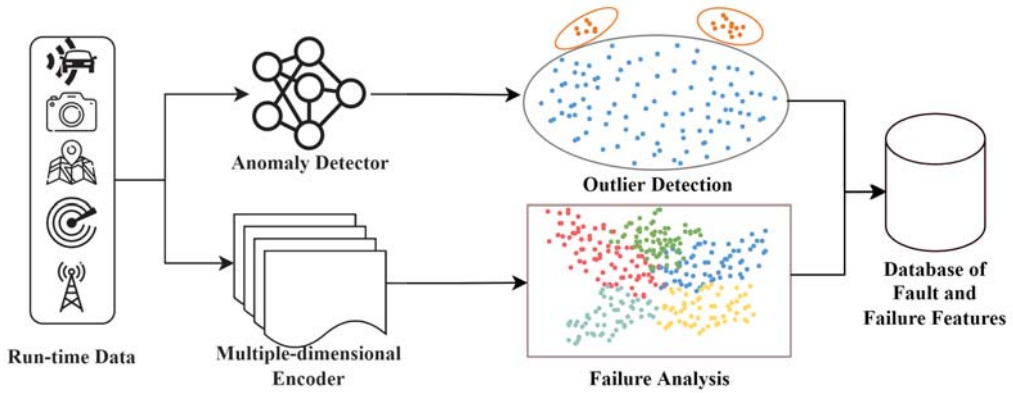 Anomaly Detector
Outlier Detection
Run-time Data
Multiple-dimensional
Encoder
Failure Analysis
Database of
Fault and
Failure Features